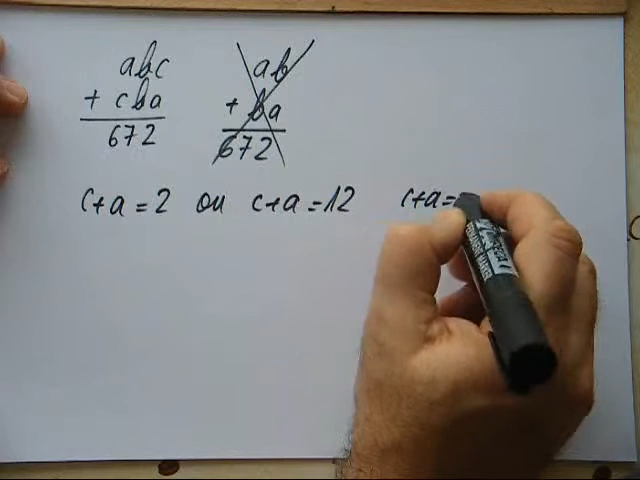 abc
+ cba
672
ab
+ ba
672
c+a = 2 ou c+a = 12 c+a =